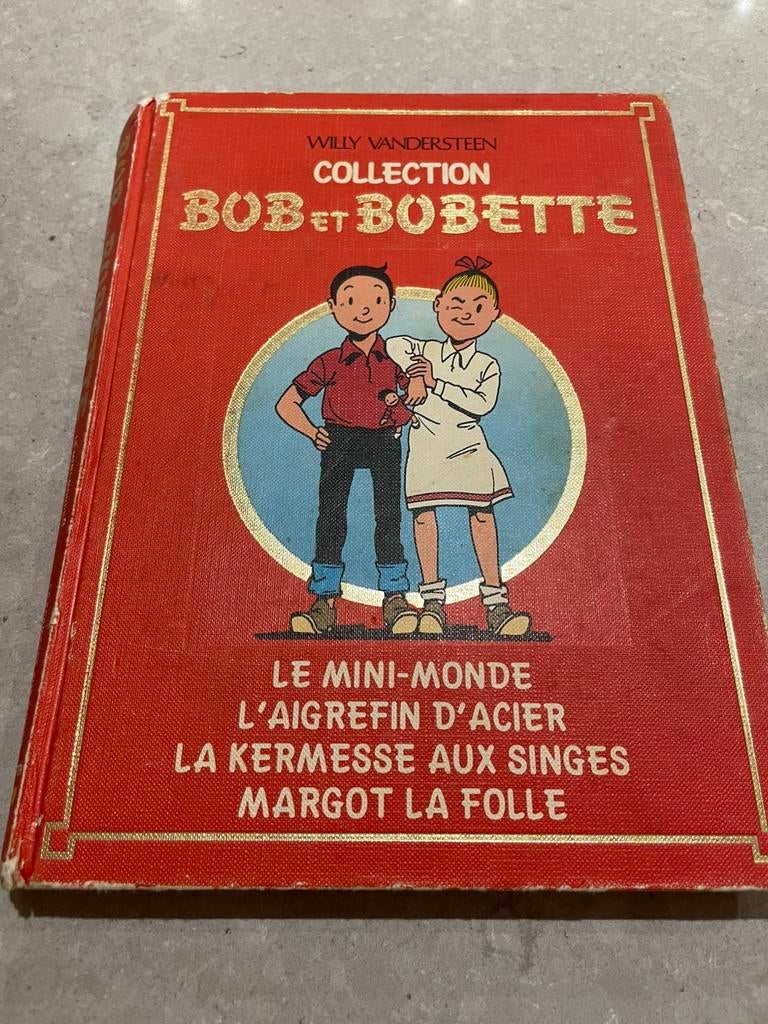 WILLY VANDERSTEEN
COLLECTION
BOB ET BOBETTE
LE MINI-MONDE
L'AIGREFIN D'ACIER
LA KERMESSE AUX SINGES
MARGOT LA FOLLE